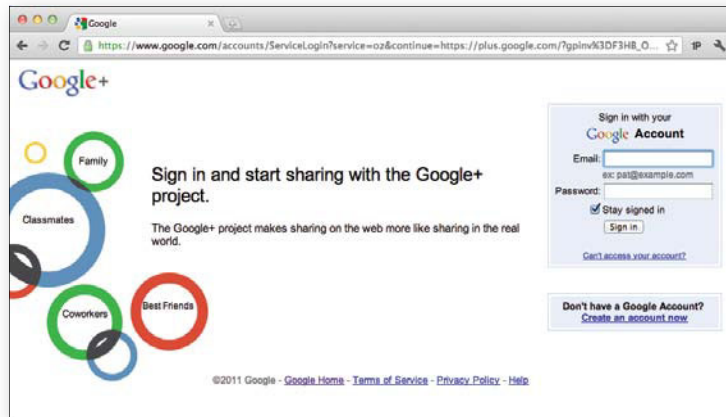 Google
https://www.google.com/accounts/ServiceLogin?service=oz&continue=https://plus.google.com/?gpinv%3DF3HB_O...
1P
Google+
Family
Classmates
Coworkers
Best Friends
Sign in and start sharing with the Google+
project.
The Google+ project makes sharing on the web more like sharing in the real
world.
Sign in with your
Google Account
Email:
ex: pat@example.com
Password:
Stay signed in
Sign in
Can't access your account?
Don't have a Google Account?
Create an account now
©2011 Google - Google Home - Terms of Service - Privacy Policy - Help